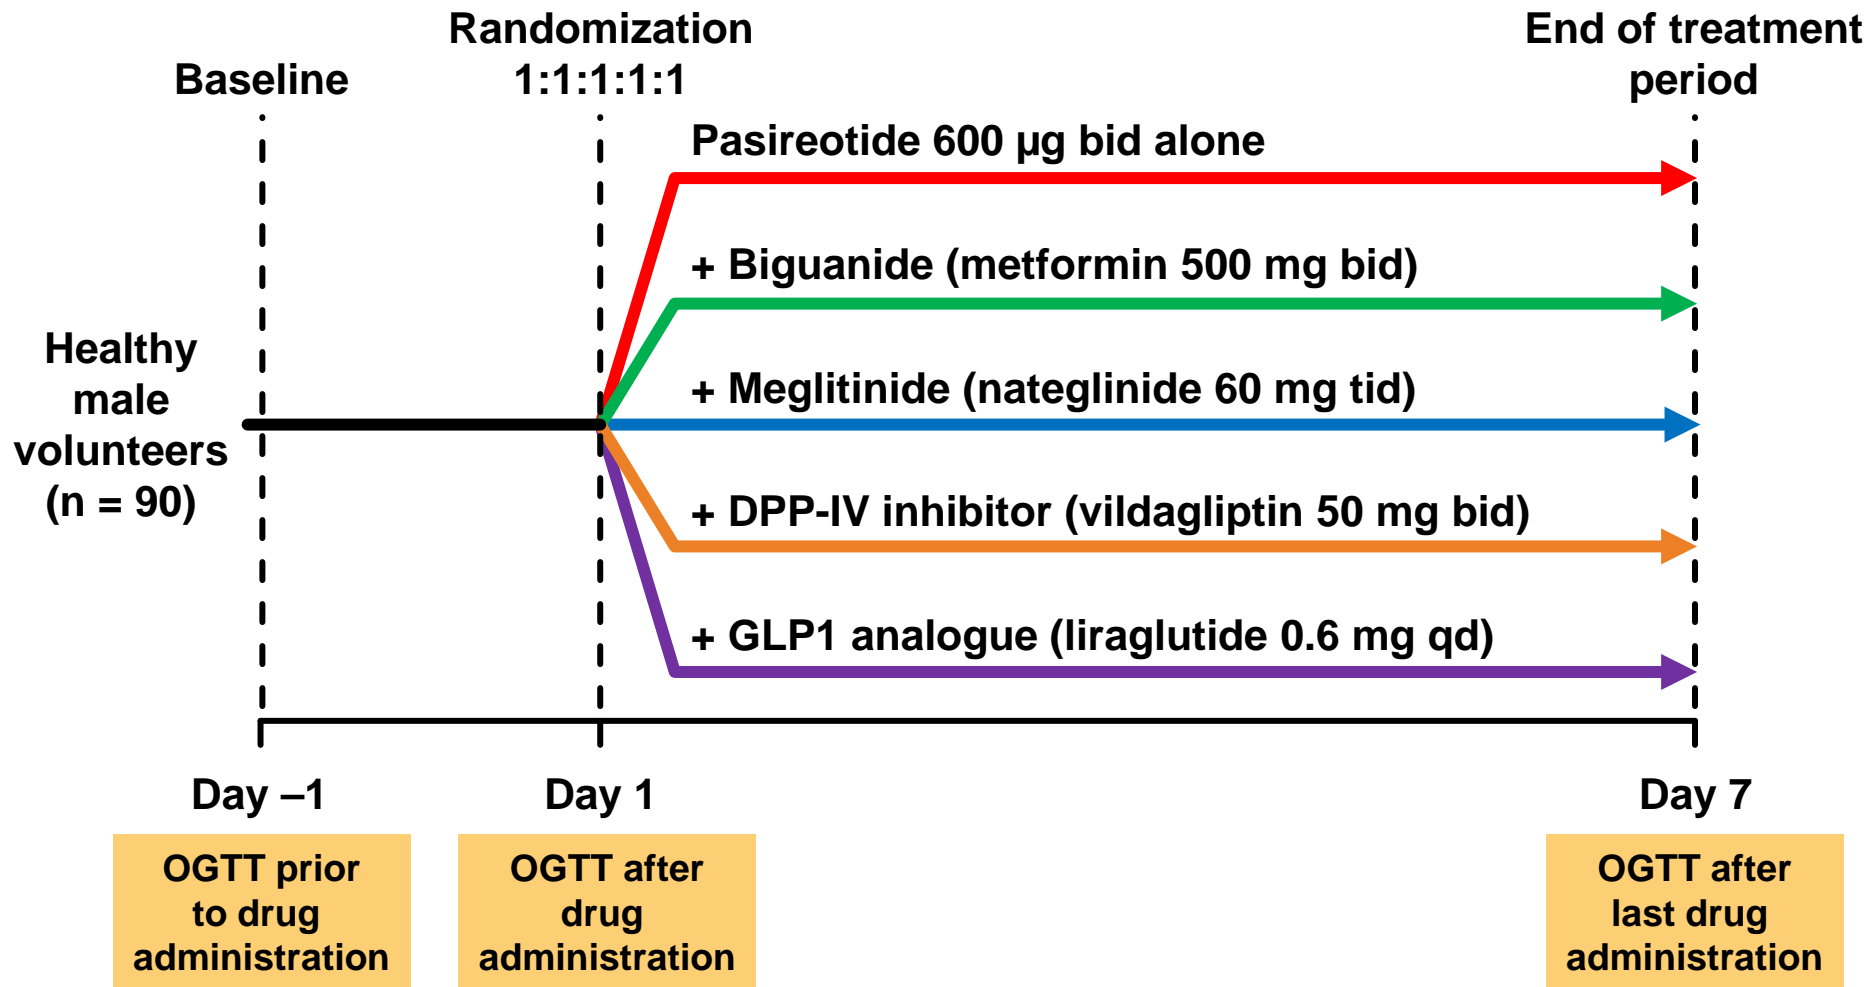 Baseline
Randomization
1:1:1:1:1
End of treatment
period
Pasireotide 600 µg bid alone
+ Biguanide (metformin 500 mg bid)
+ Meglitinide (nateglinide 60 mg tid)
+ DPP-IV inhibitor (vildagliptin 50 mg bid)
+ GLP1 analogue (liraglutide 0.6 mg qd)
Healthy
male
volunteers
(n = 90)
Day –1
Day 1
Day 7
OGTT prior
to drug
administration
OGTT after
drug
administration
OGTT after
last drug
administration